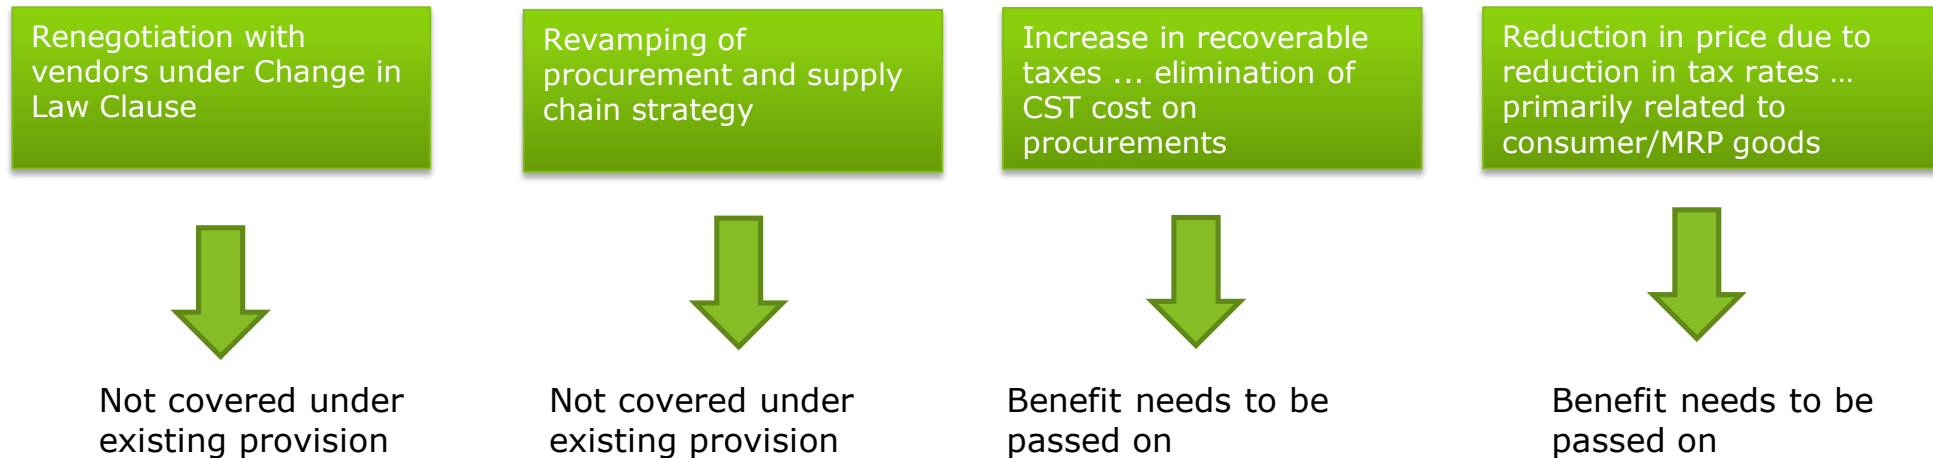 Renegotiation with
vendors under Change in
Law Clause
Revamping of
procurement and supply
chain strategy
Increase in recoverable
taxes … elimination of
CST cost on
procurements
Reduction in price due to
reduction in tax rates …
primarily related to
consumer/MRP goods
Not covered under
existing provision
Not covered under
existing provision
Benefit needs to be
passed on
Benefit needs to be
passed on